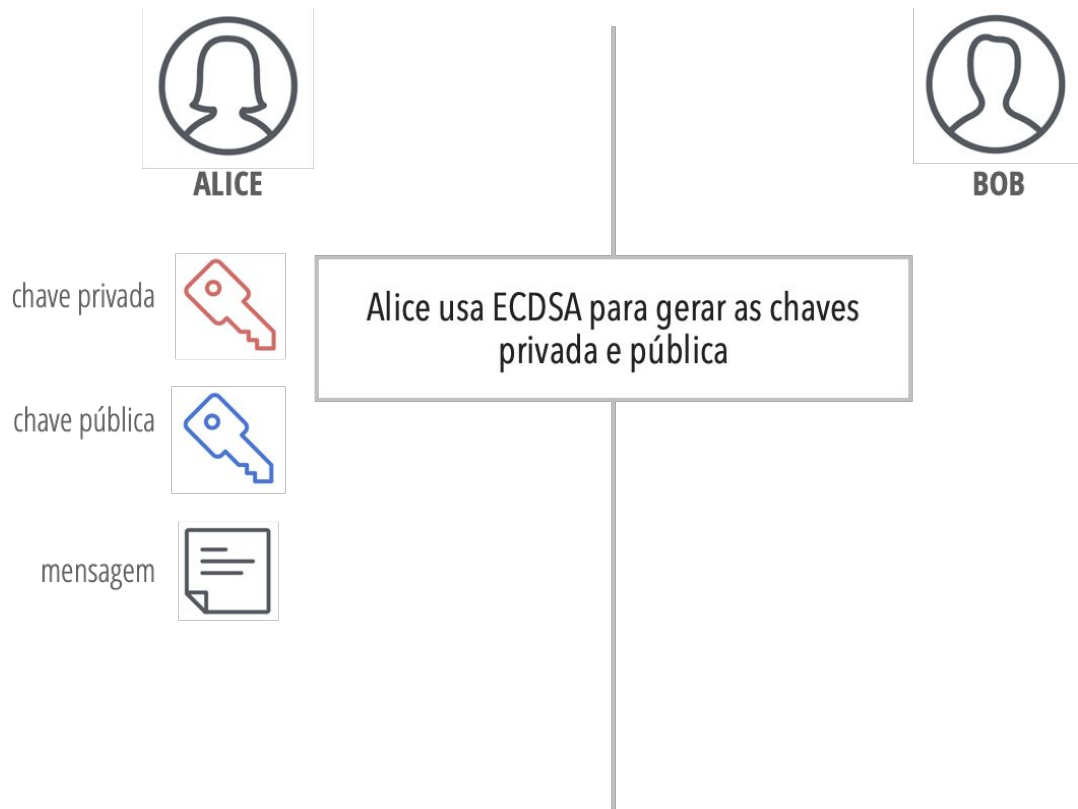 ALICE
BOB
chave privada
Alice usa ECDSA para gerar as chaves
privada e pública
chave pública
mensagem